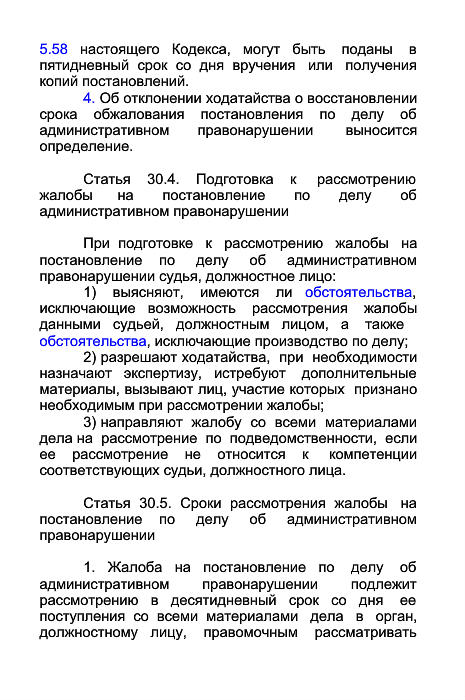 5.58 настоящего Кодекса, могут быть поданы в
пятидневный срок со дня вручения или получения
копий постановлений.
4. Об отклонении ходатайства о восстановлении
срока обжалования постановления по делу об
административном правонарушении выносится
определение.
Статья 30.4. Подготовка к рассмотрению
жалобы на постановление по делу об
административном правонарушении
При подготовке к рассмотрению жалобы на
постановление по делу об административном
правонарушении судья, должностное лицо:
1) выясняют, имеются ли обстоятельства,
исключающие возможность рассмотрения жалобы
данными судьей, должностным лицом, а также
обстоятельства, исключающие производство по делу;
2) разрешают ходатайства, при необходимости
назначают экспертизу, истребуют дополнительные
материалы, вызывают лиц, участие которых признано
необходимым при рассмотрении жалобы;
3) направляют жалобу со всеми материалами
дела на рассмотрение по подведомственности, если
ее рассмотрение не относится к компетенции
соответствующих судьи, должностного лица.
Статья 30.5. Сроки рассмотрения жалобы на
постановление по делу об административном
правонарушении
1. Жалоба на постановление по делу об
административном правонарушении подлежит
рассмотрению в десятидневный срок со дня ее
поступления со всеми материалами дела в орган,
должностному лицу, правомочным рассматривать